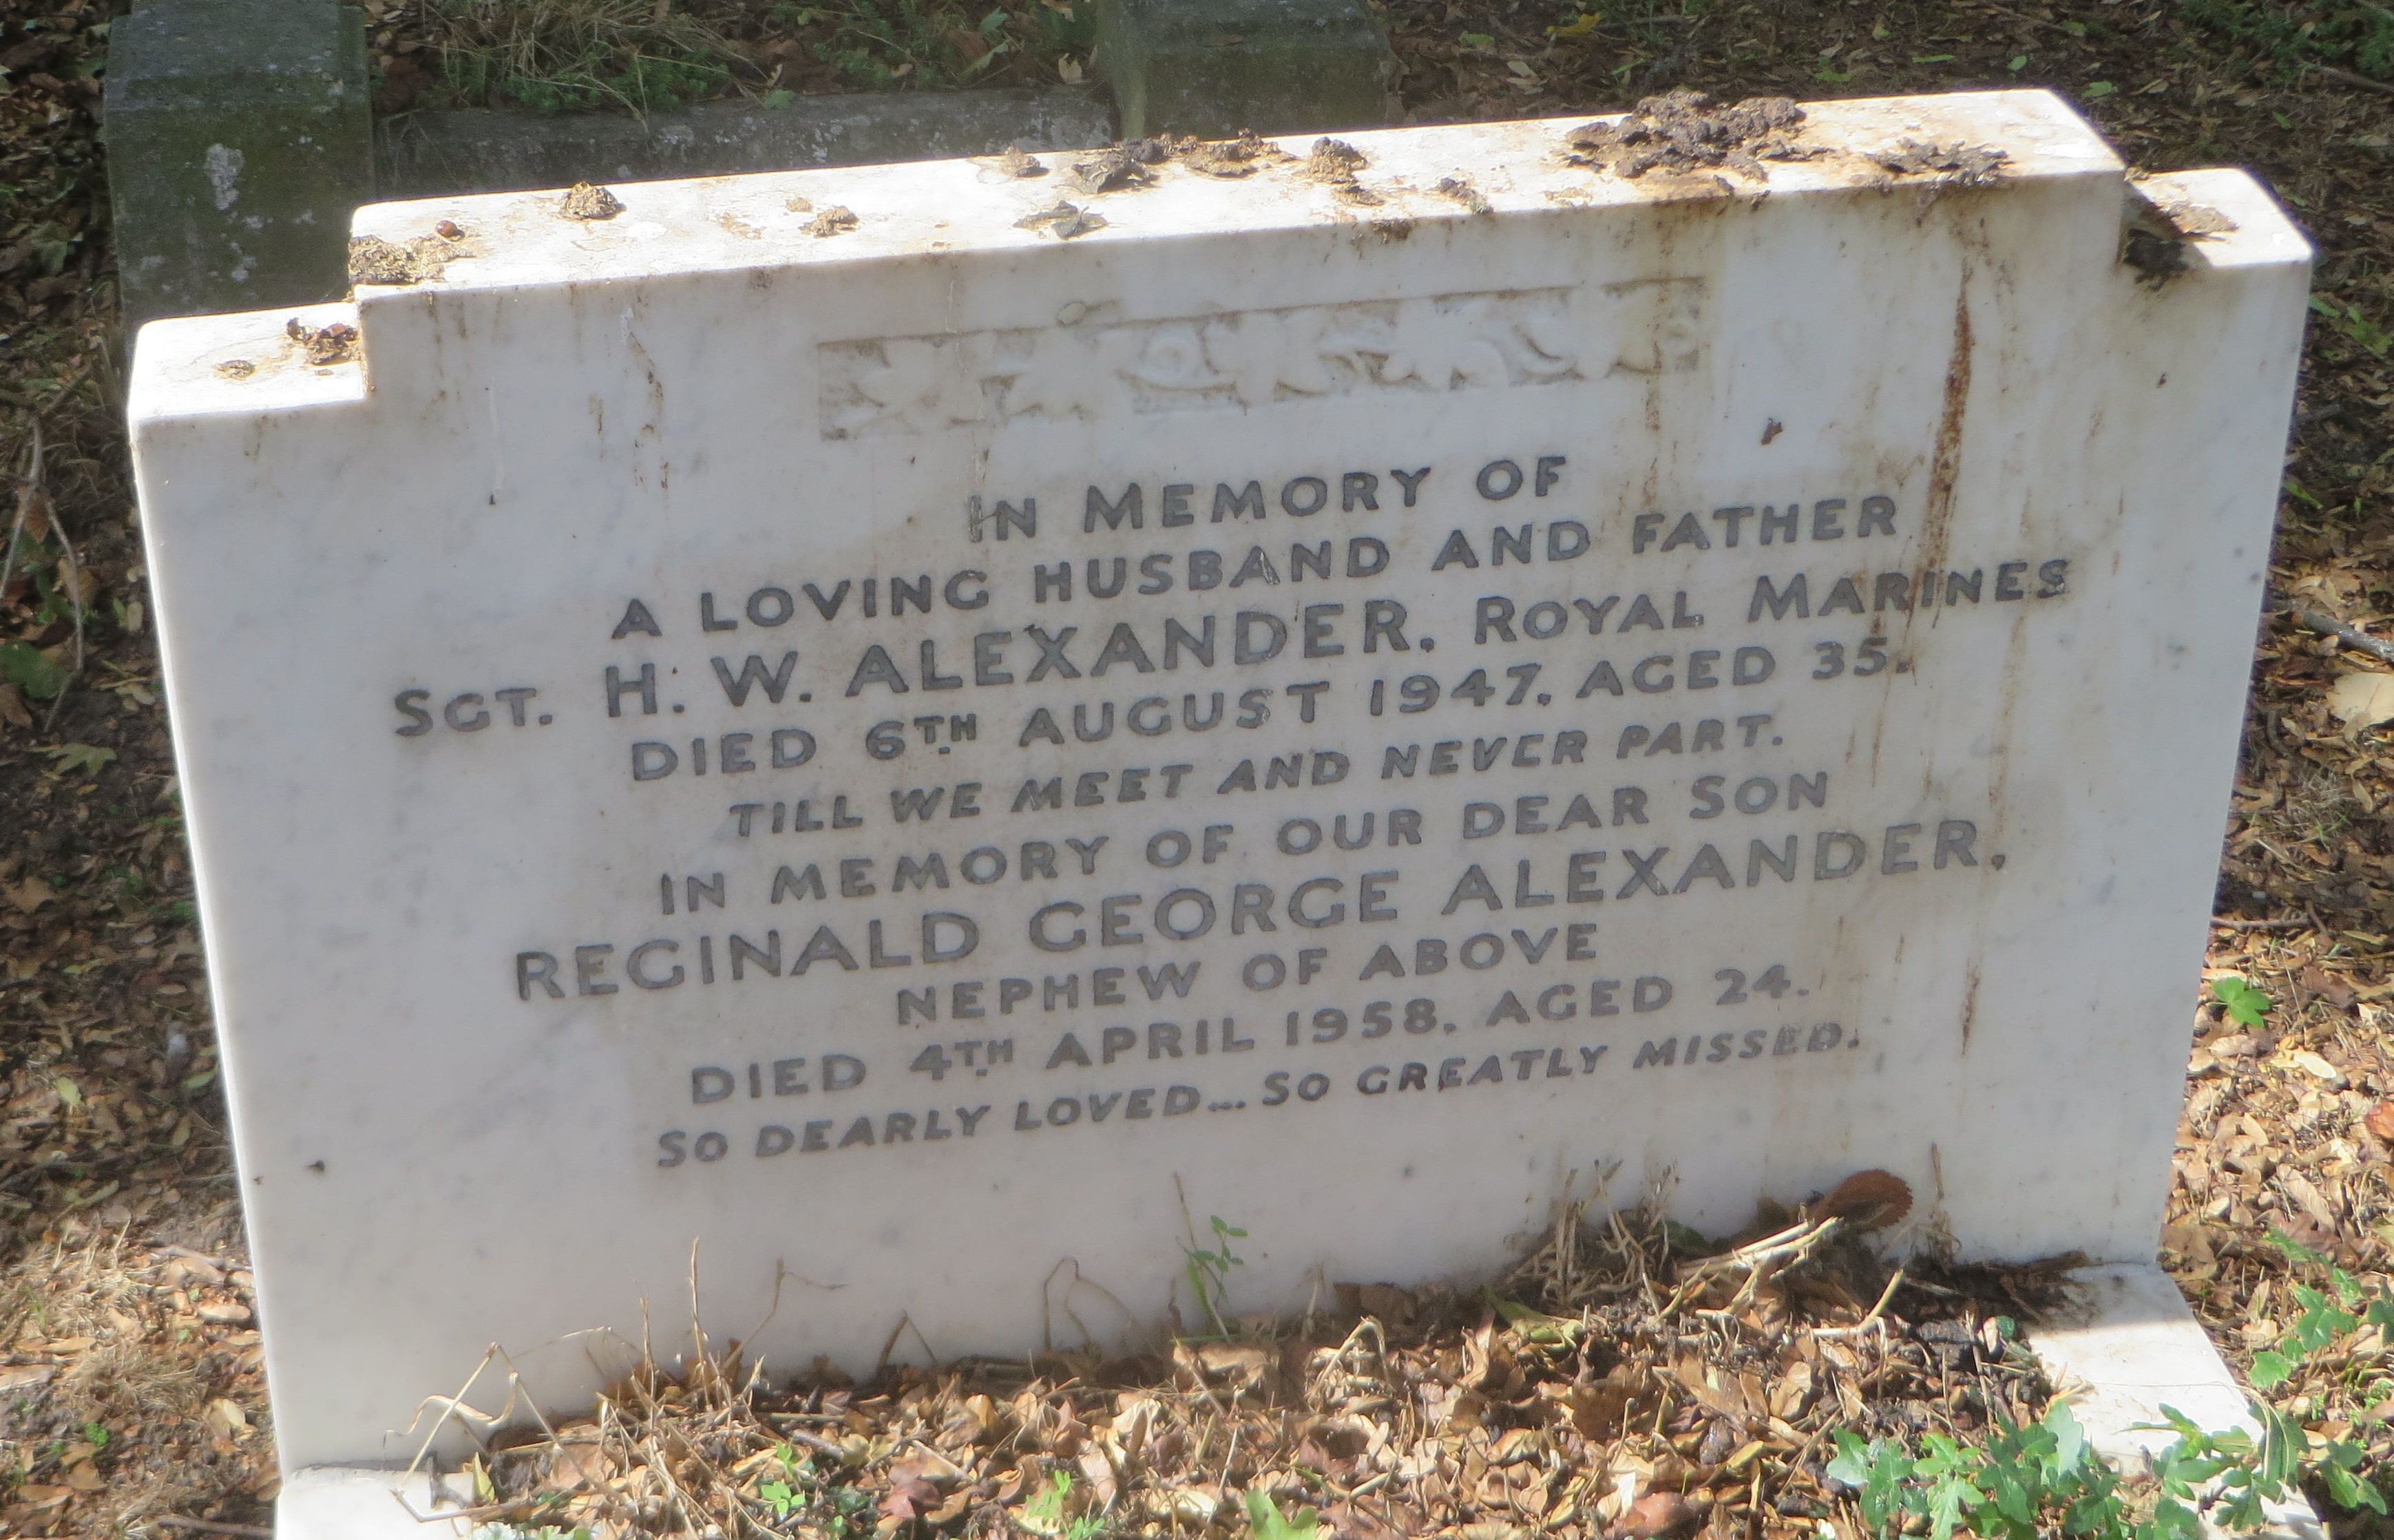 IN MEMORY OF
A LOVING HUSBAND AND FATHER
SGT. H. W. ALEXANDER. ROYAL MARINES
DIED 6TH AUGUST 1947. AGED 35.
TILL WE MEET AND NEVER PART.
IN MEMORY OF OUR DEAR SON
REGINALD GEORGE ALEXANDER,
NEPHEW OF ABOVE
DIED 4TH APRIL 1958. AGED 24.
SO DEARLY LOVED... SO GREATLY MISSED.